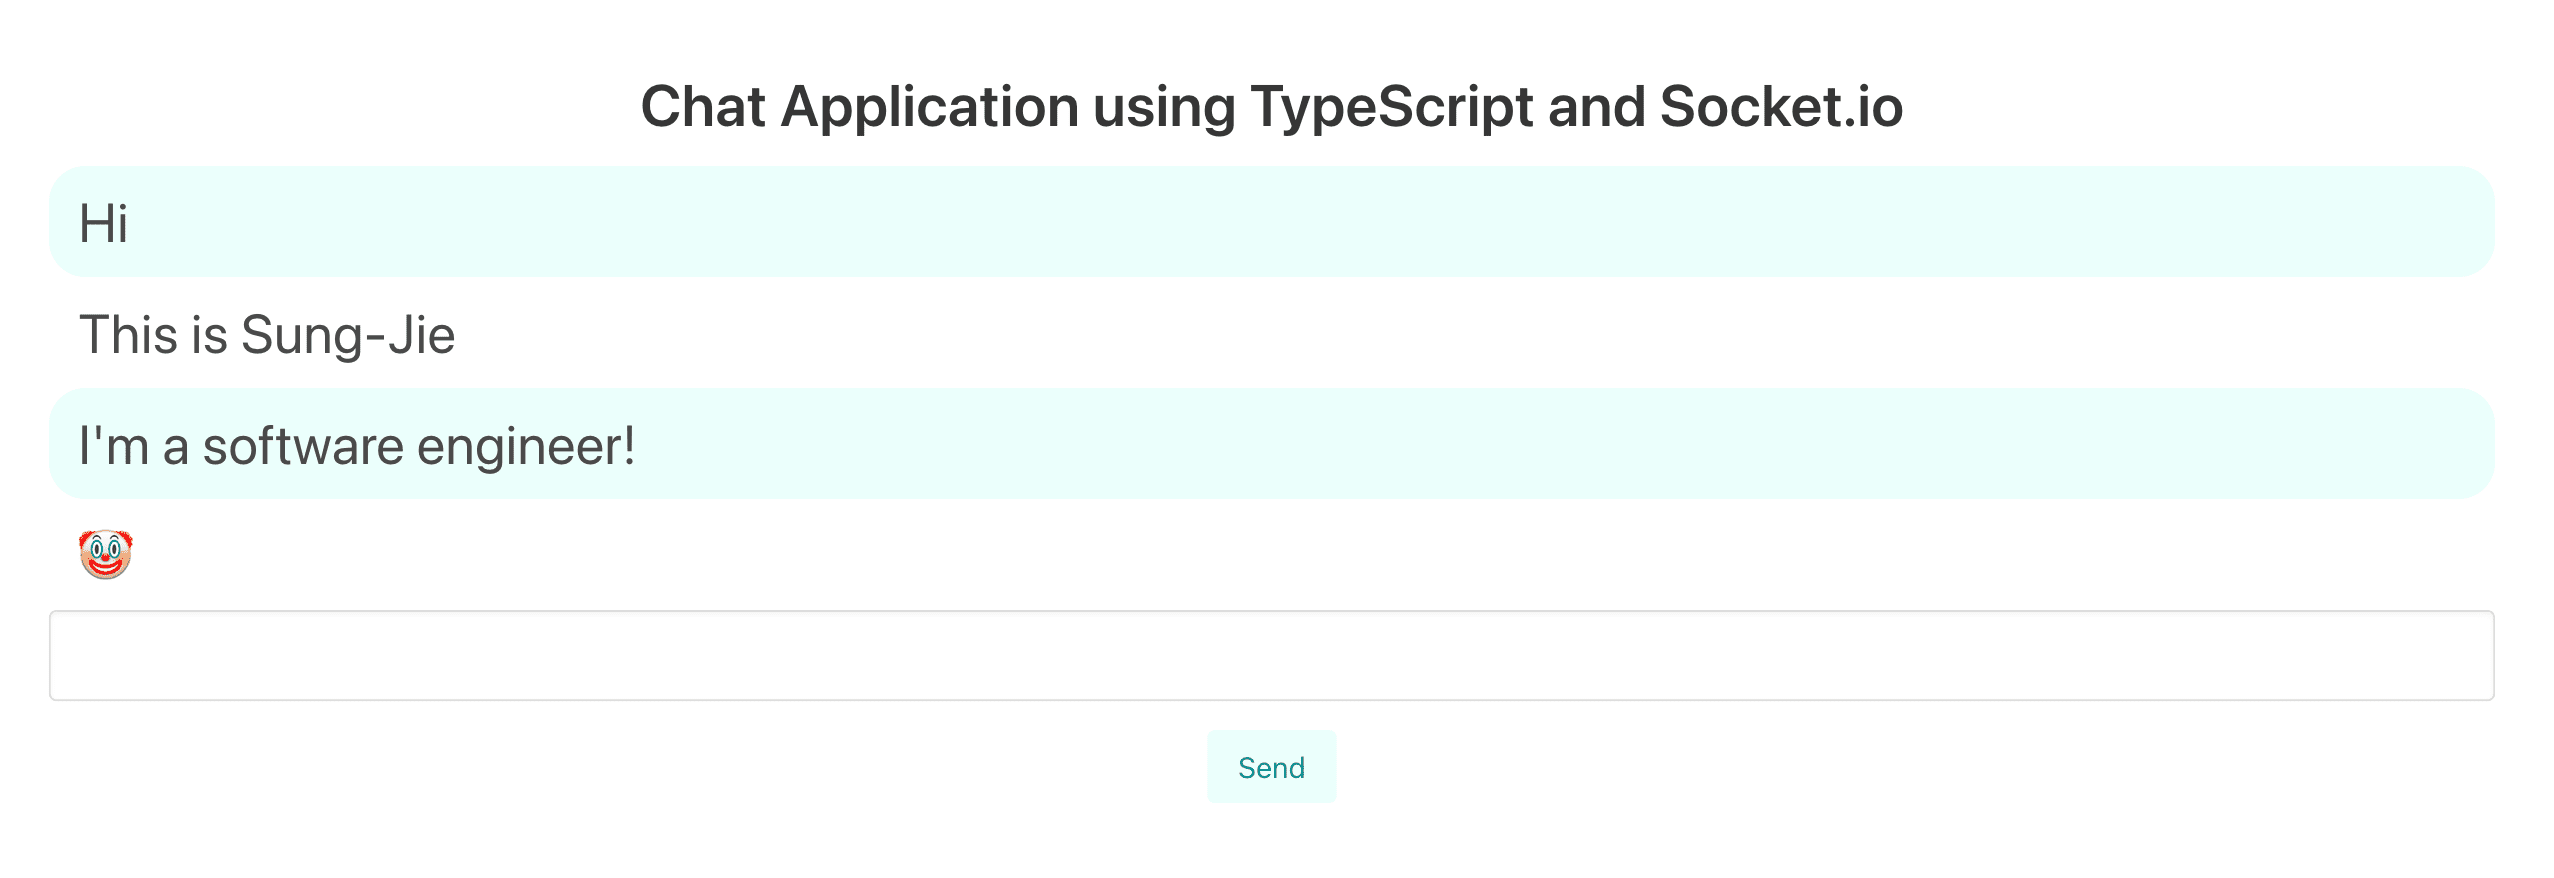 Chat Application using TypeScript and Socket.io
Hi
This is Sung-Jie
I'm a software engineer!
🤡
Send